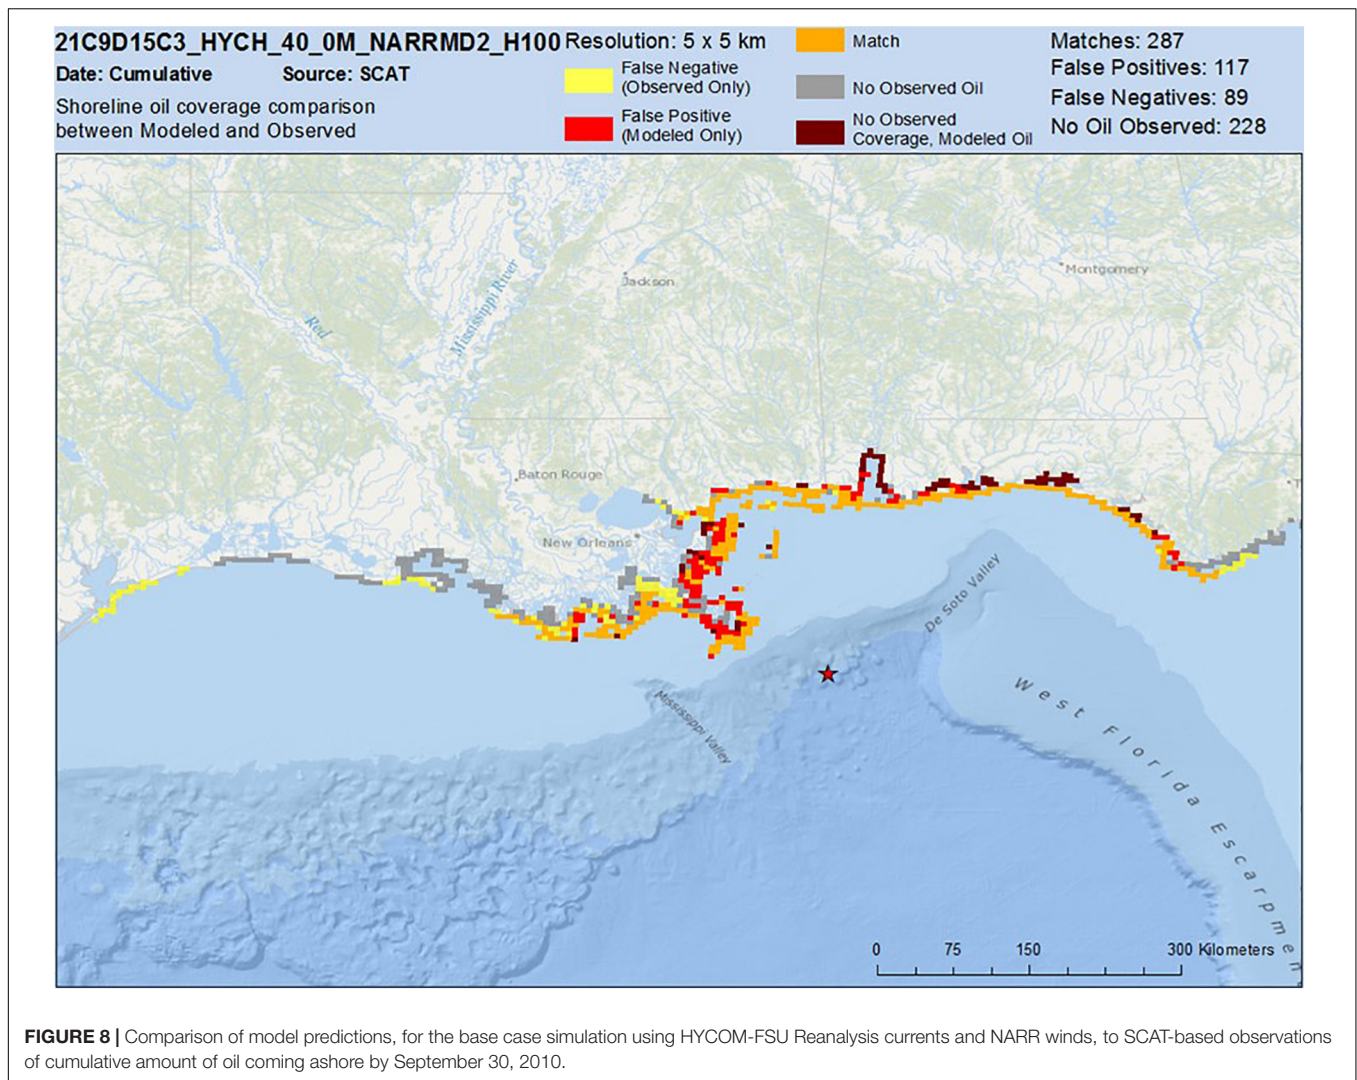 21C9D15C3_HYCH_40_0M_NARRMD2_H100
Date: Cumulative Source: SCAT
Shoreline oil coverage comparison
between Modeled and Observed
Resolution: 5 x 5 km
False Negative
(Observed Only)
False Positive
(Modeled Only)
Match
No Observed Oil
No Observed
Coverage, Modeled Oil
Matches: 287
False Positives: 117
False Negatives: 89
No Oil Observed: 228
Montgomery
Jackson
Mississippi River
Red
Baton Rouge
T
New Orleans
De Soto Valley
Mississippi Valley
West Florida Escarpmen
0 75 150 300 Kilometers
FIGURE 8 | Comparison of model predictions, for the base case simulation using HYCOM-FSU Reanalysis currents and NARR winds, to SCAT-based observations
of cumulative amount of oil coming ashore by September 30, 2010.